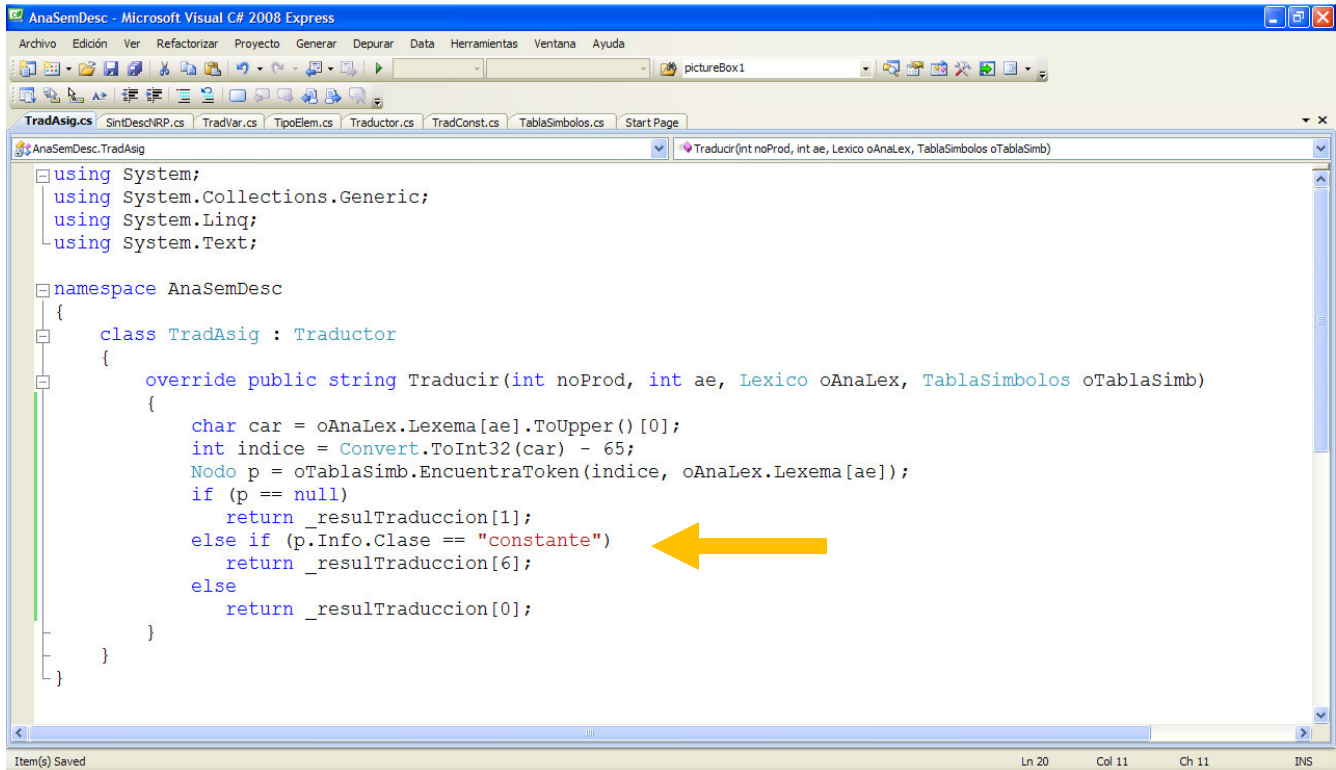 AnaSemDesc - Microsoft Visual C# 2008 Express
Archivo Edición Ver Refactorizar Proyecto Generar Depurar Data Herramientas Ventana Ayuda
pictureBox1
TradAsig.cs SintDescNRP.cs TradVar.cs TipoElem.cs Traductor.cs TradConst.cs TablaSimbolos.cs Start Page
AnaSemDesc.TradAsig Traducir(int noProd, int ae, Lexico oAnaLex, TablaSimbolos oTablaSimb)
using System;
using System.Collections.Generic;
using System.Linq;
using System.Text;
namespace AnaSemDesc
{
class TradAsig : Traductor
{
override public string Traducir(int noProd, int ae, Lexico oAnaLex, TablaSimbolos oTablaSimb)
{
char car = oAnaLex.Lexema[ae].ToUpper()[0];
int indice = Convert.ToInt32(car) - 65;
Nodo p = oTablaSimb.EncuentraToken(indice, oAnaLex.Lexema[ae]);
if (p == null)
return _resulTraduccion[1];
else if (p.Info.Clase == "constante")
return _resulTraduccion[6];
else
return _resulTraduccion[0];
}
}
}
Item(s) Saved Ln 20 Col 11 Ch 11 INS